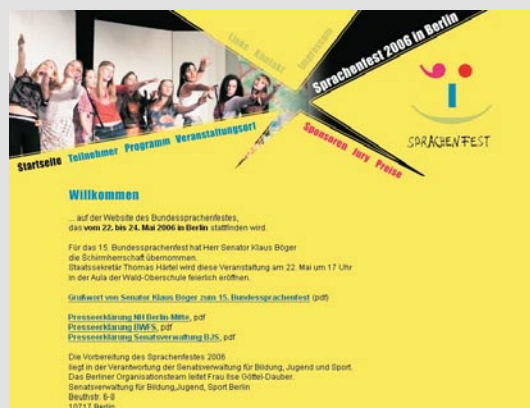 Links Kontakt Impressum
Sprachenfest 2006 in Berlin
SPRACHENFEST
Startseite Teilnehmer Programm Veranstaltungsort
Sponsoren Jury Preise
Willkommen
... auf der Website des Bundessprachenfestes,
das vom 22. bis 24. Mai 2006 in Berlin stattfinden wird.
Für das 15. Bundessprachenfest hat Herr Senator Klaus Böger
die Schirmherrschaft übernommen.
Staatssekretär Thomas Härtel wird diese Veranstaltung am 22. Mai um 17 Uhr
in der Aula der Wald-Oberschule feierlich eröffnen.
Grußwort von Senator Klaus Böger zum 15. Bundessprachenfest (pdf)
Presseerklärung NH Berlin-Mitte, pdf
Presseerklärung BWFS, pdf
Presseerklärung Senatsverwaltung BJS, pdf
Die Vorbereitung des Sprachenfestes 2006
liegt in der Verantwortung der Senatsverwaltung für Bildung, Jugend und Sport.
Das Berliner Organisationsteam leitet Frau Ilse Göttel-Dauber.
Senatsverwaltung für Bildung,Jugend, Sport Berlin
Beuthstr. 6-8
10717 Berlin